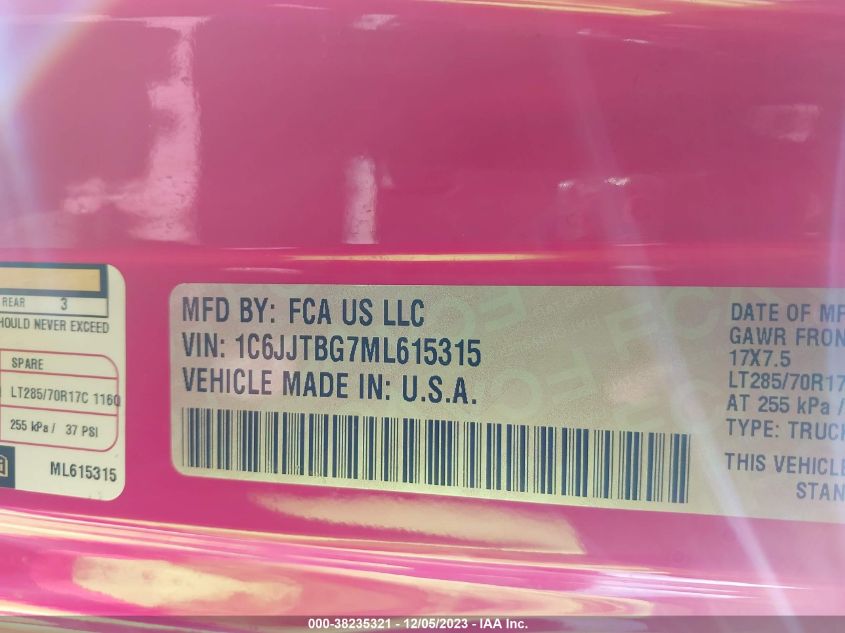 REAR 3
HOULD NEVER EXCEED
SPARE
LT285/70R17C 116Q
255 kPa / 37 PSI
ML615315
MFD BY: FCA US LLC
VIN: 1C6JJTBG7ML615315
VEHICLE MADE IN: U.S.A.
DATE OF MF
GAWR FRON
17X7.5
LT285/70R17
AT 255 kPa /
TYPE: TRUCK
THIS VEHICLE
STAN
000-38235321 - 12/05/2023 - IAA Inc.